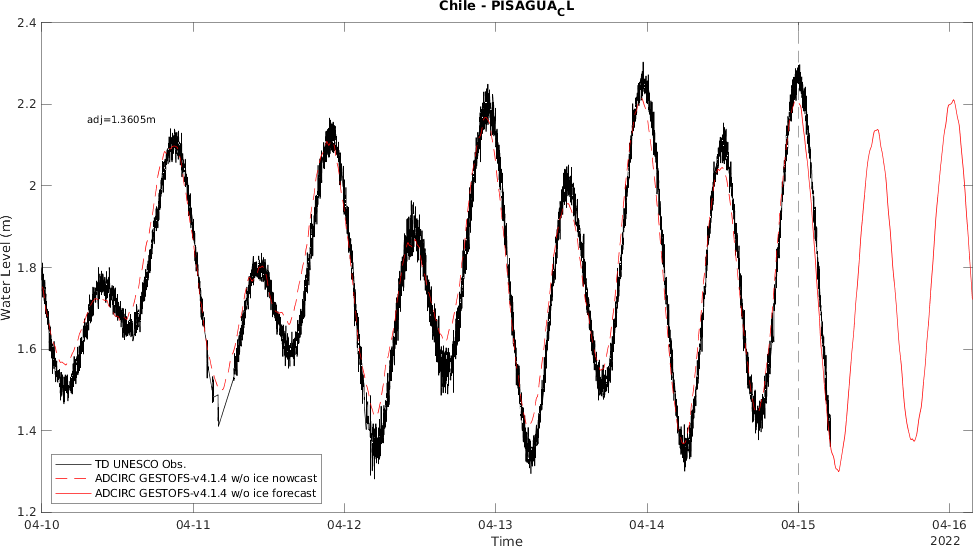 Chile - PISAGUA_CL
2.4
2.2
2
1.8
1.6
1.4
1.2
Water Level (m)
adj=1.3605m
TD UNESCO Obs.
ADCIRC GESTOFS-v4.1.4 w/o ice nowcast
ADCIRC GESTOFS-v4.1.4 w/o ice forecast
04-10 04-11 04-12 04-13 04-14 04-15 04-16
Time 2022